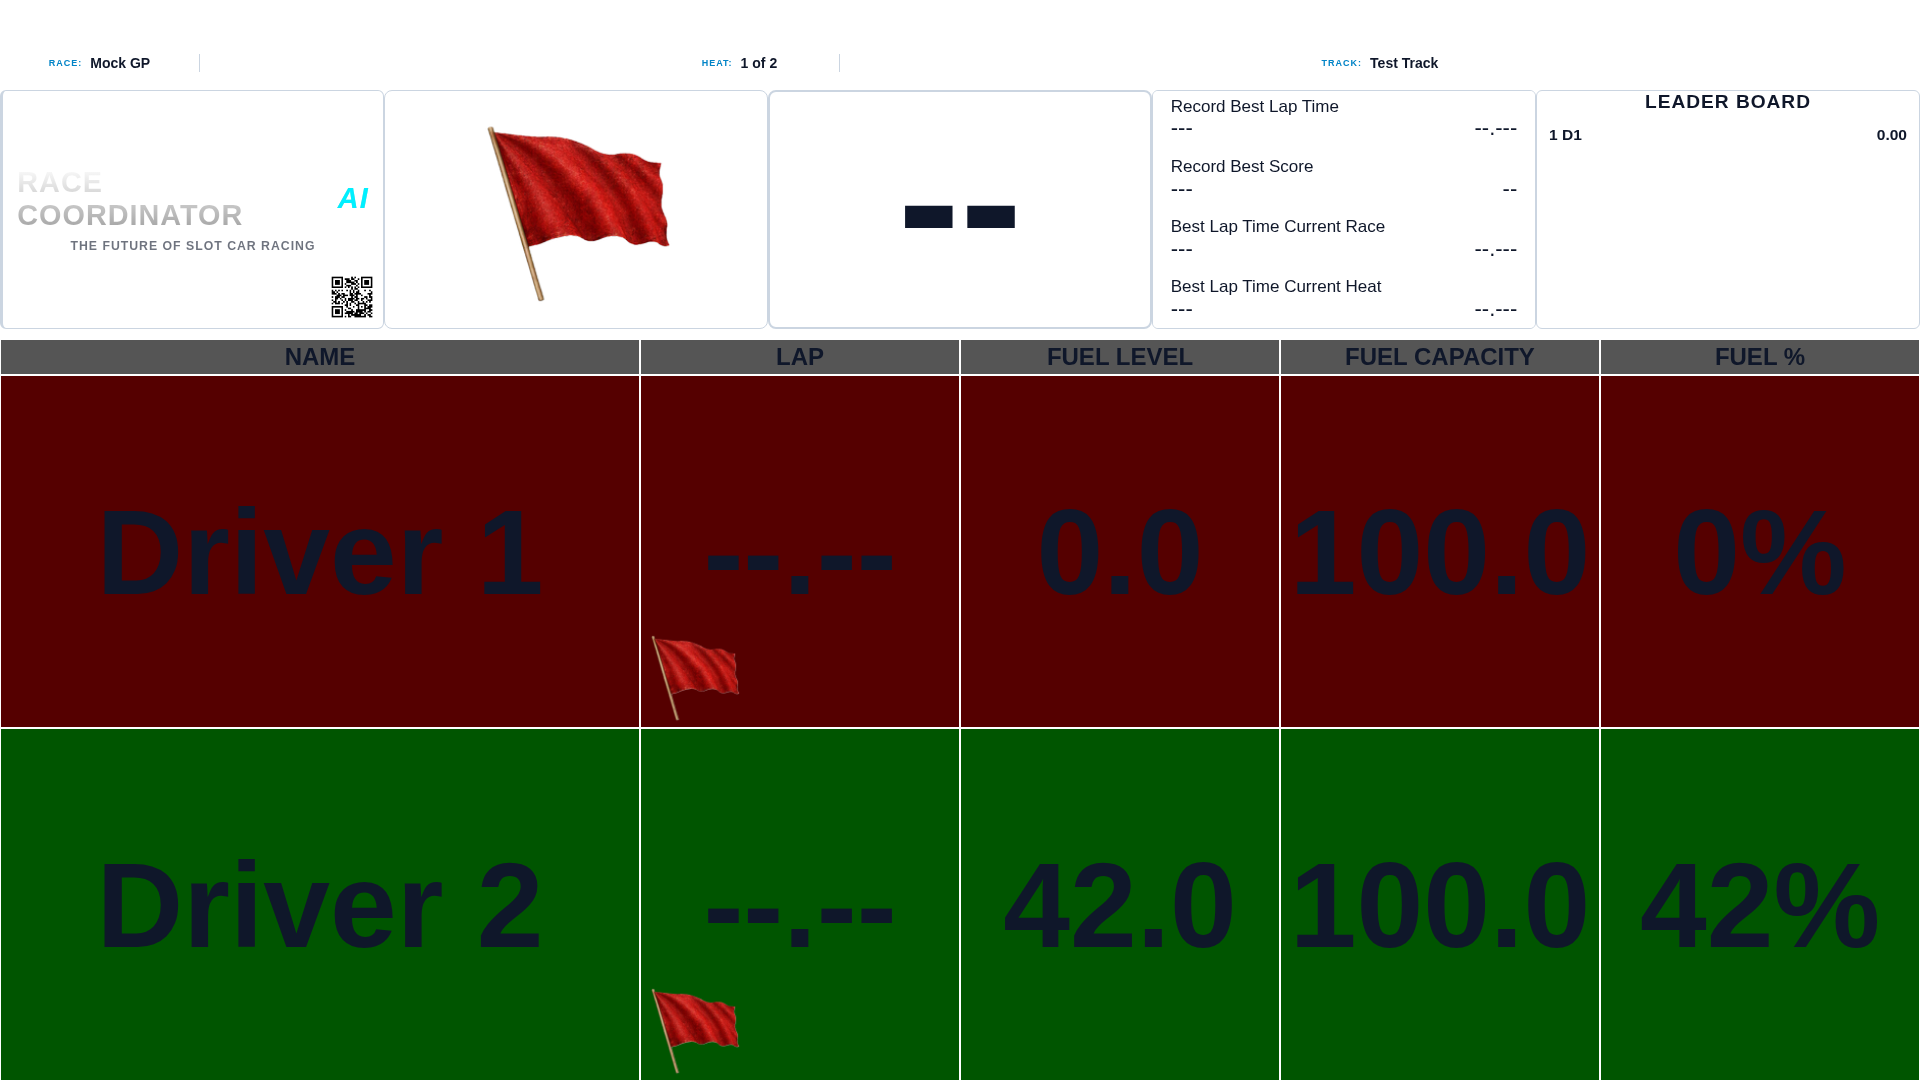 RACE: Mock GP
HEAT: 1 of 2
TRACK: Test Track
RACE
COORDINATOR
AI
THE FUTURE OF SLOT CAR RACING
--
Record Best Lap Time
--- --.---
Record Best Score
--- --
Best Lap Time Current Race
--- --.---
Best Lap Time Current Heat
--- --.---
LEADER BOARD
1 D1 0.00
NAME LAP FUEL LEVEL FUEL CAPACITY FUEL %
Driver 1 --.-- 0.0 100.0 0%
Driver 2 --.-- 42.0 100.0 42%